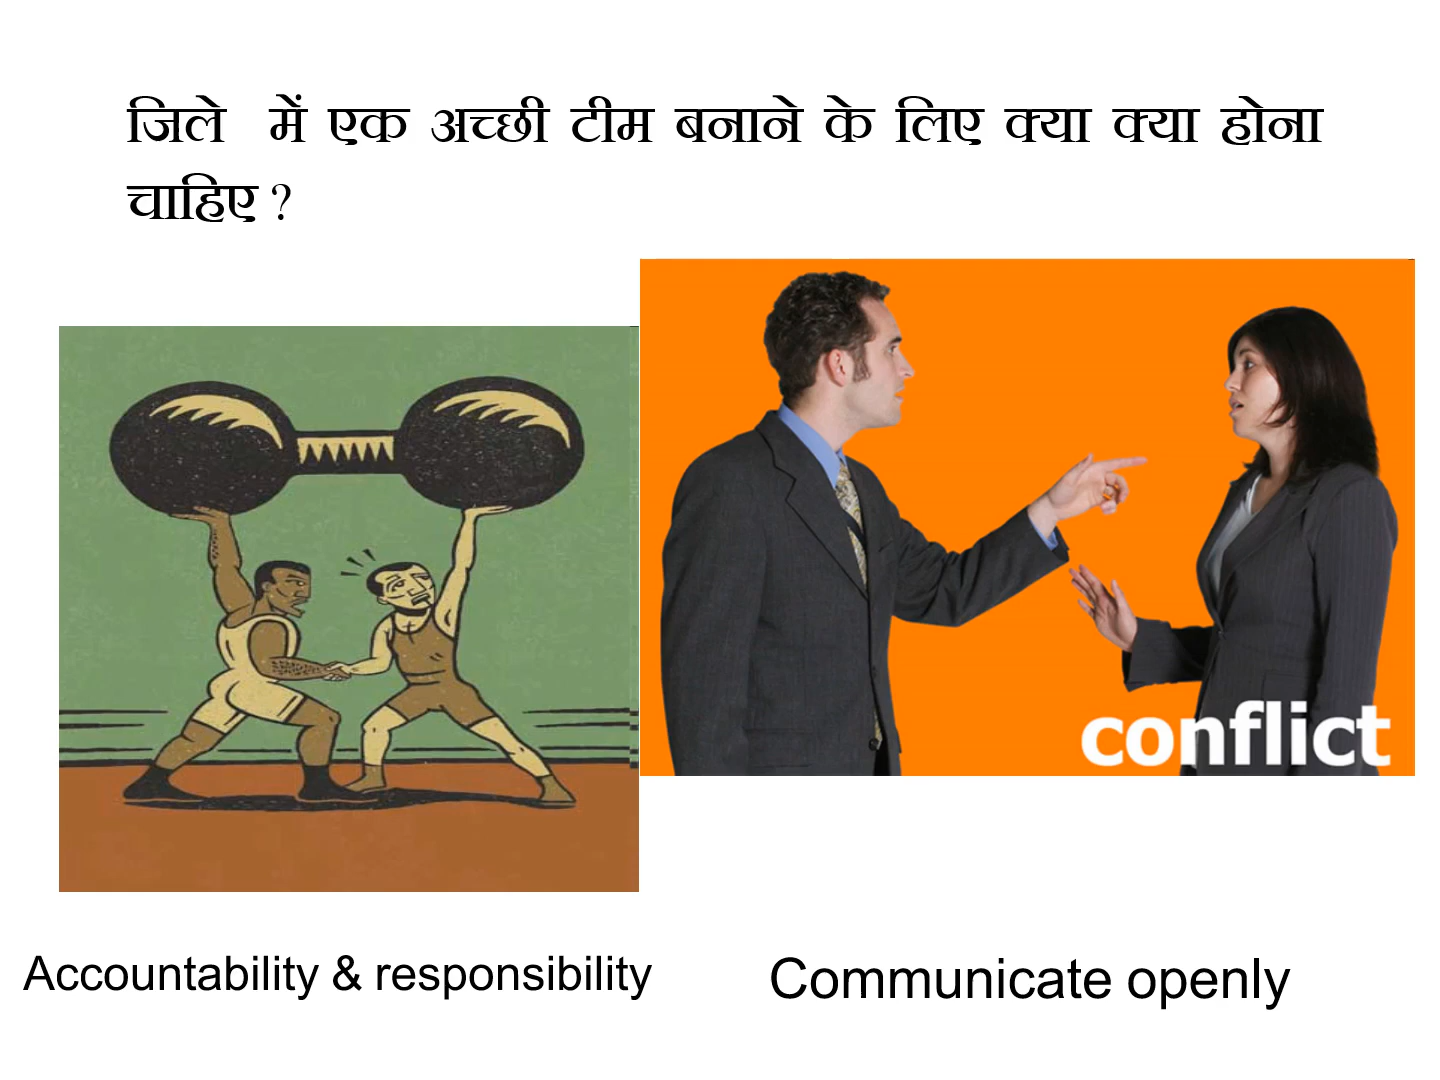 जिले में एक अच्छी टीम बनाने के लिए क्या क्या होना
चाहिए ?
conflict
Accountability & responsibility
Communicate openly